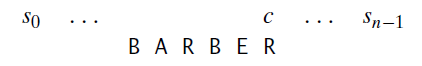 s₀ ... c ... sₙ₋₁
B A R B E R